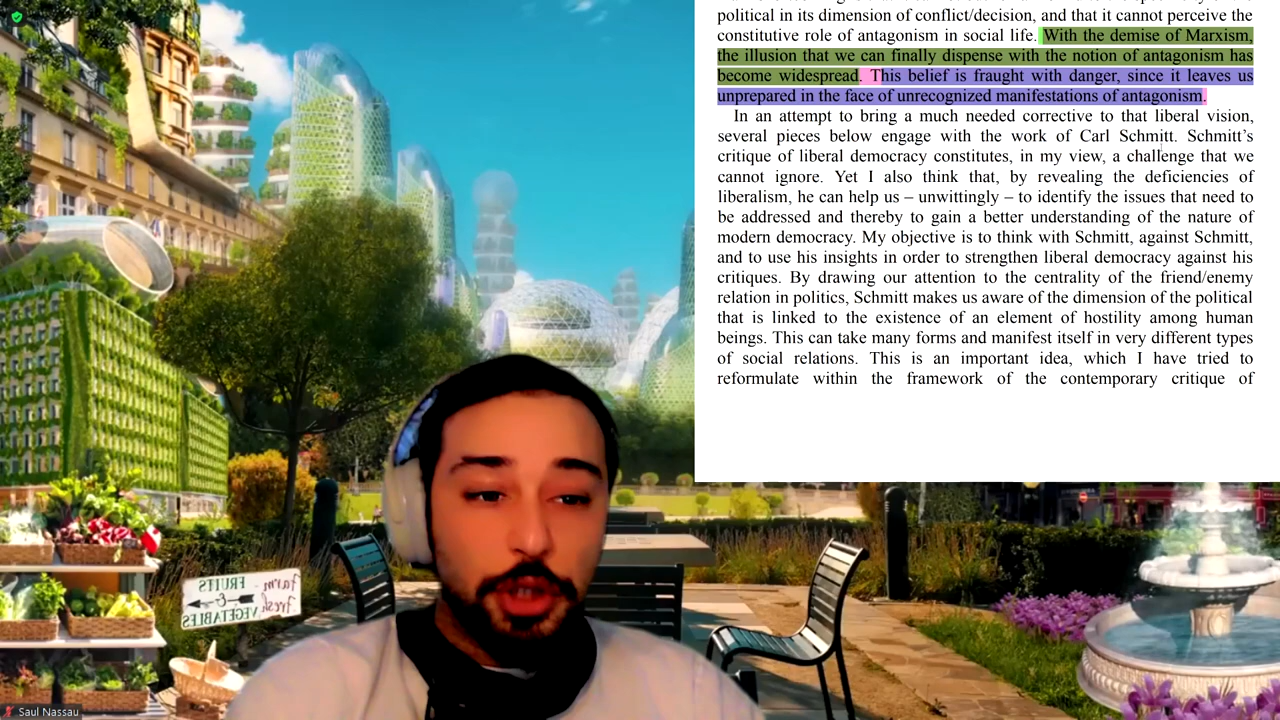 political in its dimension of conflict/decision, and that it cannot perceive the
constitutive role of antagonism in social life. With the demise of Marxism,
the illusion that we can finally dispense with the notion of antagonism has
become widespread. This belief is fraught with danger, since it leaves us
unprepared in the face of unrecognized manifestations of antagonism.
In an attempt to bring a much needed corrective to that liberal vision,
several pieces below engage with the work of Carl Schmitt. Schmitt's
critique of liberal democracy constitutes, in my view, a challenge that we
cannot ignore. Yet I also think that, by revealing the deficiencies of
liberalism, he can help us – unwittingly – to identify the issues that need to
be addressed and thereby to gain a better understanding of the nature of
modern democracy. My objective is to think with Schmitt, against Schmitt,
and to use his insights in order to strengthen liberal democracy against his
critiques. By drawing our attention to the centrality of the friend/enemy
relation in politics, Schmitt makes us aware of the dimension of the political
that is linked to the existence of an element of hostility among human
beings. This can take many forms and manifest itself in very different types
of social relations. This is an important idea, which I have tried to
reformulate within the framework of the contemporary critique of
FRUITS
&
VEGETABLES
Farm
Fresh
Saul Nassau